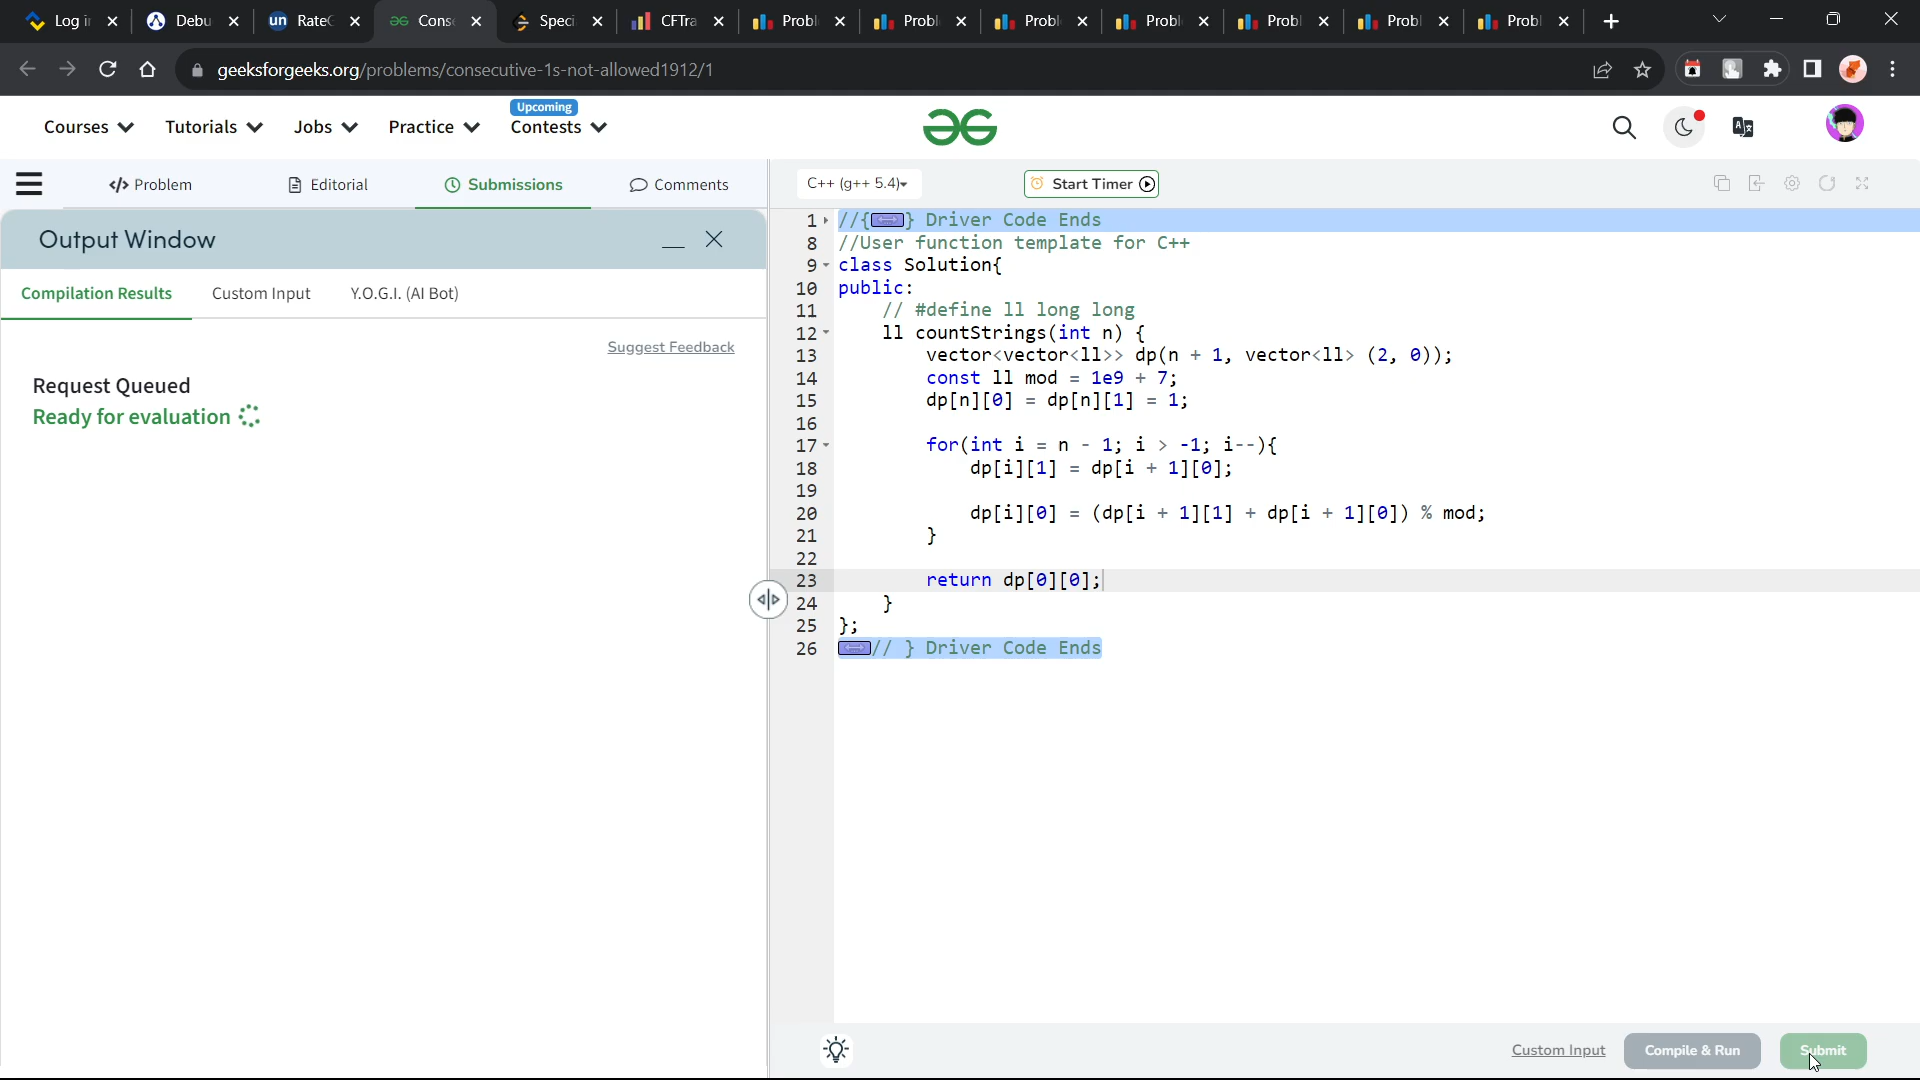 Log i
Debu
un RateC
Cons
Speci
CFTra
Probl
Probl
Probl
Probl
Probl
Probl
Probl
geeksforgeeks.org/problems/consecutive-1s-not-allowed1912/1
Upcoming
Courses Tutorials Jobs Practice Contests
</> Problem Editorial Submissions Comments
C++ (g++ 5.4) Start Timer
Output Window
Compilation Results Custom Input Y.O.G.I. (AI Bot)
Suggest Feedback
Request Queued
Ready for evaluation
1 //{ } Driver Code Ends
8 //User function template for C++
9 class Solution{
10 public:
11 // #define ll long long
12 ll countStrings(int n) {
13 vector<vector<ll>> dp(n + 1, vector<ll> (2, 0));
14 const ll mod = 1e9 + 7;
15 dp[n][0] = dp[n][1] = 1;
16
17 for(int i = n - 1; i > -1; i--){
18 dp[i][1] = dp[i + 1][0];
19
20 dp[i][0] = (dp[i + 1][1] + dp[i + 1][0]) % mod;
21 }
22
23 return dp[0][0];
24 }
25 };
26 // } Driver Code Ends
Custom Input Compile & Run Submit